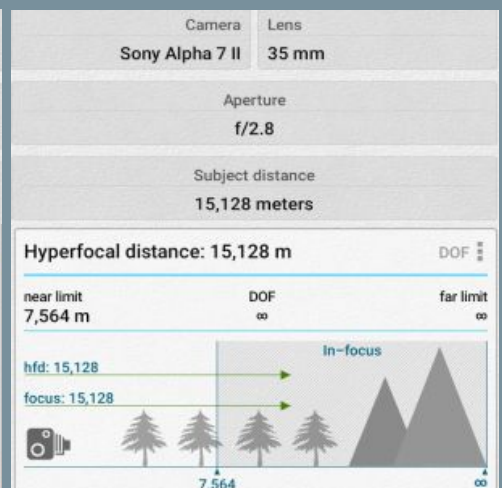 Camera
Sony Alpha 7 II
Lens
35 mm
Aperture
f/2.8
Subject distance
15,128 meters
Hyperfocal distance: 15,128 m
DOF
near limit
DOF
far limit
7,564 m
∞
∞
In-focus
hfd: 15,128
focus: 15,128
7,564
∞